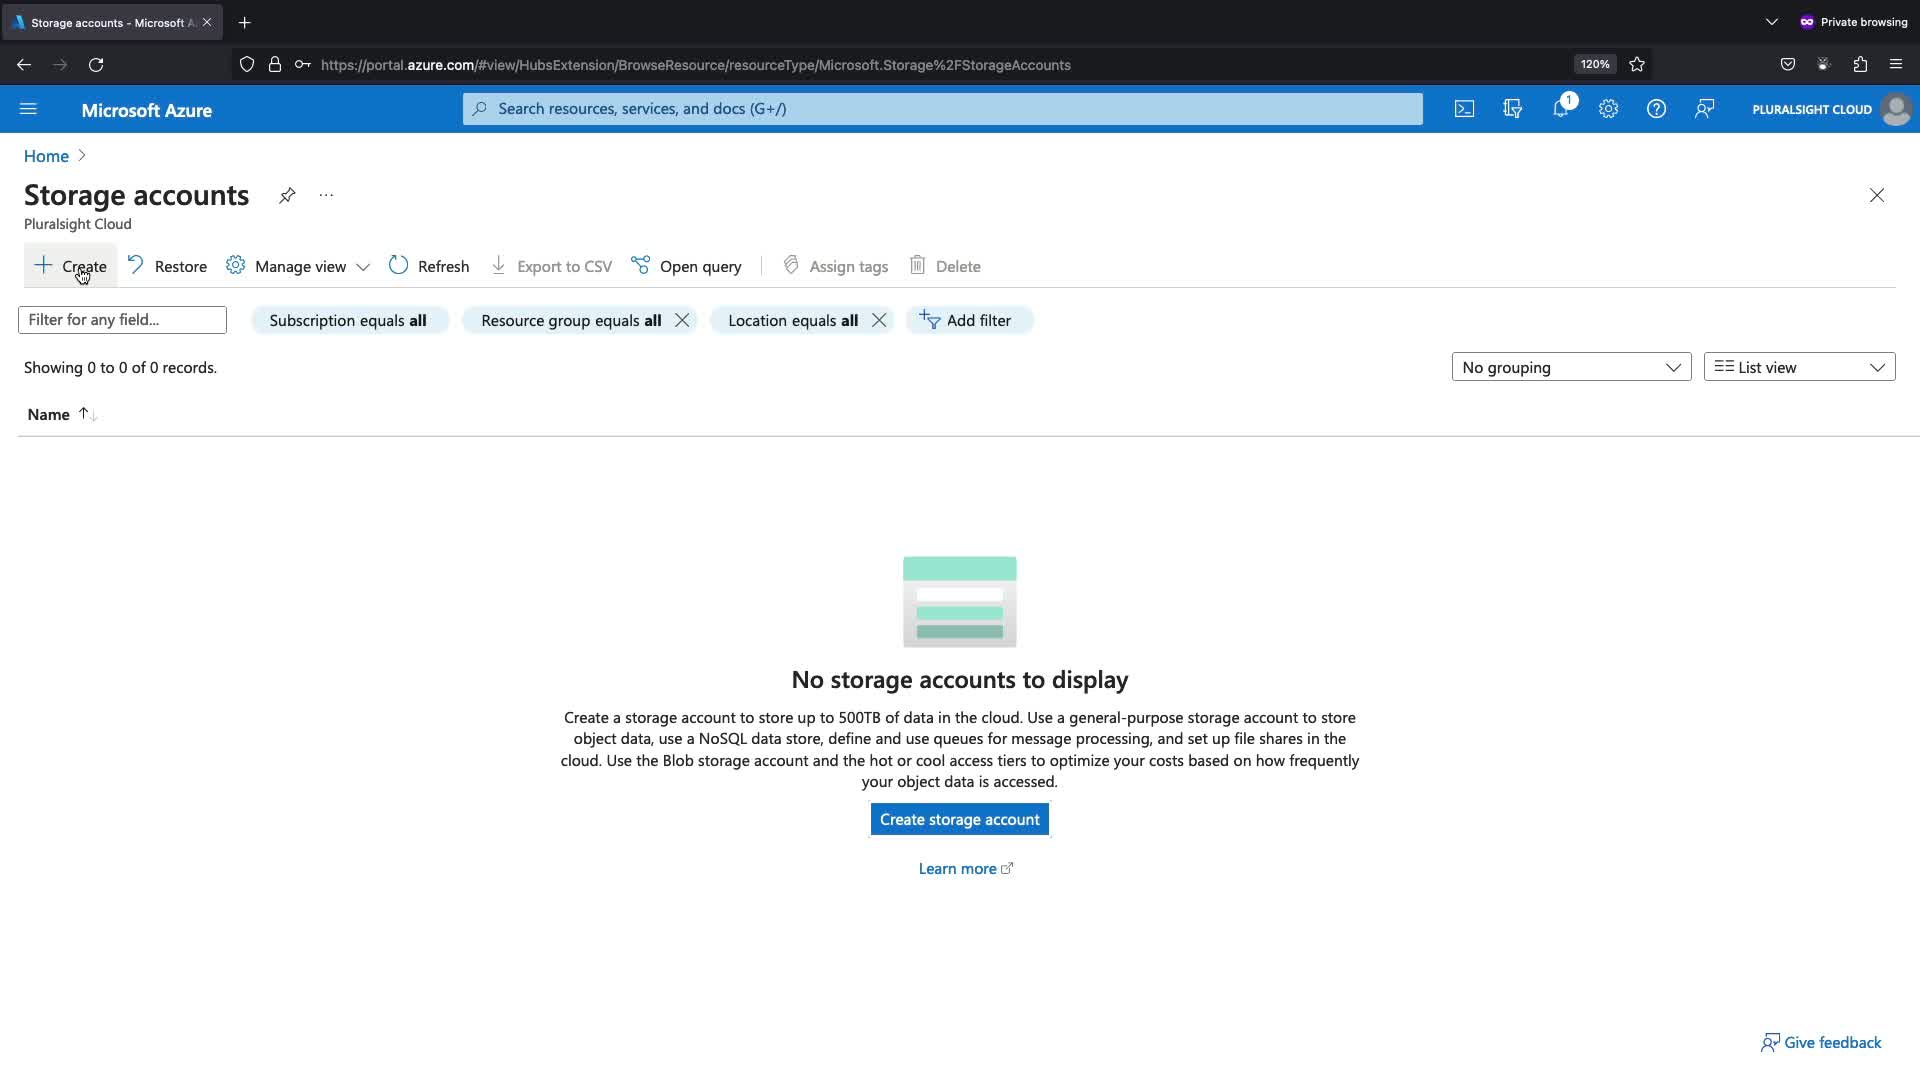 Storage accounts - Microsoft A
Private browsing
https://portal.azure.com/#view/HubsExtension/BrowseResource/resourceType/Microsoft.Storage%2FStorageAccounts
120%
Microsoft Azure
Search resources, services, and docs (G+/)
1
PLURALSIGHT CLOUD
Home
Storage accounts
Pluralsight Cloud
Create
Restore
Manage view
Refresh
Export to CSV
Open query
Assign tags
Delete
Filter for any field...
Subscription equals all
Resource group equals all
Location equals all
Add filter
Showing 0 to 0 of 0 records.
No grouping
List view
Name
No storage accounts to display
Create a storage account to store up to 500TB of data in the cloud. Use a general-purpose storage account to store
object data, use a NoSQL data store, define and use queues for message processing, and set up file shares in the
cloud. Use the Blob storage account and the hot or cool access tiers to optimize your costs based on how frequently
your object data is accessed.
Create storage account
Learn more
Give feedback